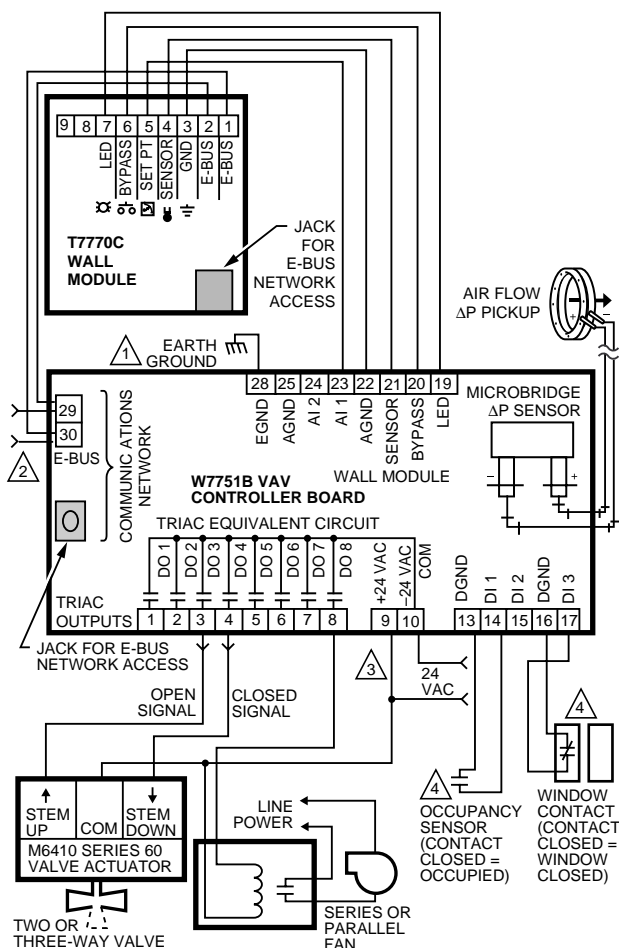 9 8 7 6 5 4 3 2 1
LED
BYPASS
SET PT
SENSOR
GND
E-BUS
E-BUS
T7770C
WALL
MODULE
JACK
FOR
E-BUS
NETWORK
ACCESS
AIR FLOW
ΔP PICKUP
+ −
1
EARTH
GROUND
28 25 24 23 22 21 20 19
EGND
AGND
AI 2
AI 1
AGND
SENSOR
BYPASS
LED
WALL MODULE
MICROBRIDGE
ΔP SENSOR
− +
29
30
E-BUS
2
COMMUNICATIONS
NETWORK
W7751B VAV
CONTROLLER BOARD
TRIAC EQUIVALENT CIRCUIT
DO 1
DO 2
DO 3
DO 4
DO 5
DO 6
DO 7
DO 8
+24 VAC
−24 VAC
COM
DGND
DI 1
DI 2
DGND
DI 3
TRIAC
OUTPUTS
1 2 3 4 5 6 7 8 9 10 13 14 15 16 17
JACK FOR E-BUS
NETWORK ACCESS
3
24
VAC
OPEN
SIGNAL
CLOSED
SIGNAL
STEM
UP
COM
STEM
DOWN
M6410 SERIES 60
VALVE ACTUATOR
TWO OR
THREE-WAY VALVE
LINE
POWER
SERIES OR
PARALLEL
FAN
4
OCCUPANCY
SENSOR
(CONTACT
CLOSED =
OCCUPIED)
4
WINDOW
CONTACT
(CONTACT
CLOSED =
WINDOW
CLOSED)